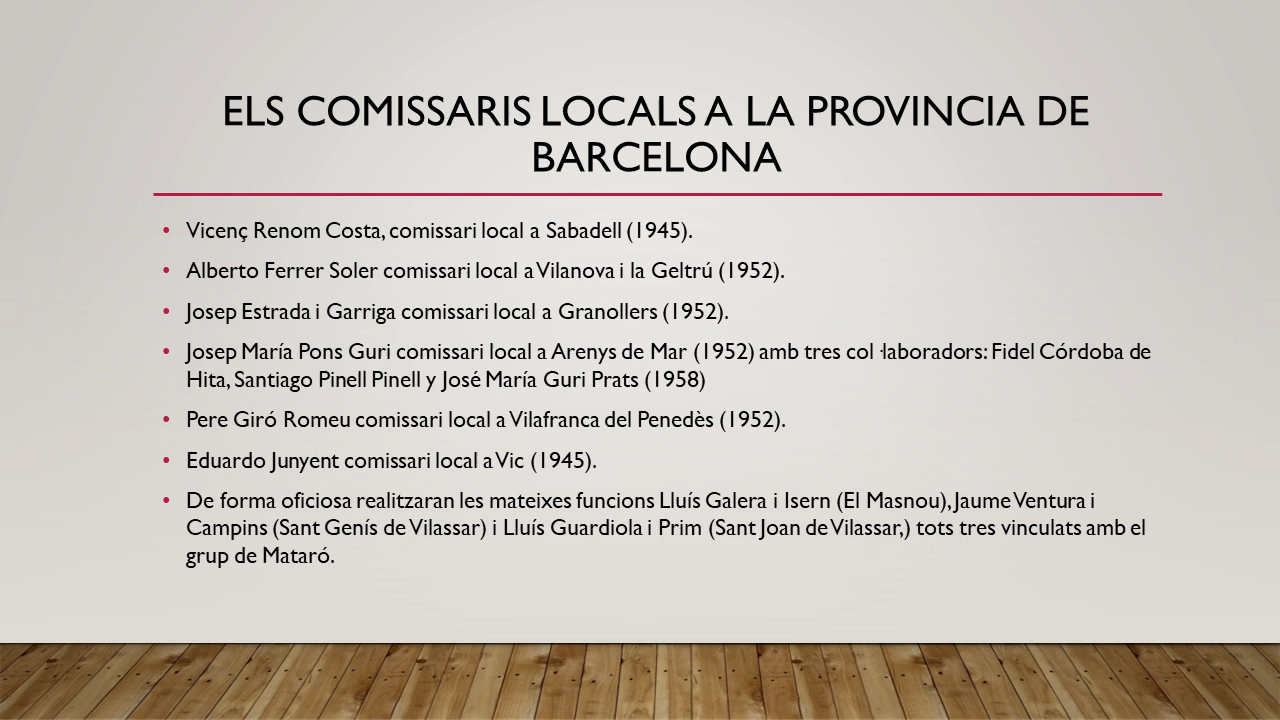 ELS COMISSARIS LOCALS A LA PROVINCIA DE
BARCELONA
• Vicenç Renom Costa, comissari local a Sabadell (1945).
• Alberto Ferrer Soler comissari local a Vilanova i la Geltrú (1952).
• Josep Estrada i Garriga comissari local a Granollers (1952).
• Josep María Pons Guri comissari local a Arenys de Mar (1952) amb tres col·laboradors: Fidel Córdoba de
Hita, Santiago Pinell Pinell y José María Guri Prats (1958)
• Pere Giró Romeu comissari local a Vilafranca del Penedès (1952).
• Eduardo Junyent comissari local a Vic (1945).
• De forma oficiosa realitzaran les mateixes funcions Lluís Galera i Isern (El Masnou), Jaume Ventura i
Campins (Sant Genís de Vilassar) i Lluís Guardiola i Prim (Sant Joan de Vilassar,) tots tres vinculats amb el
grup de Mataró.